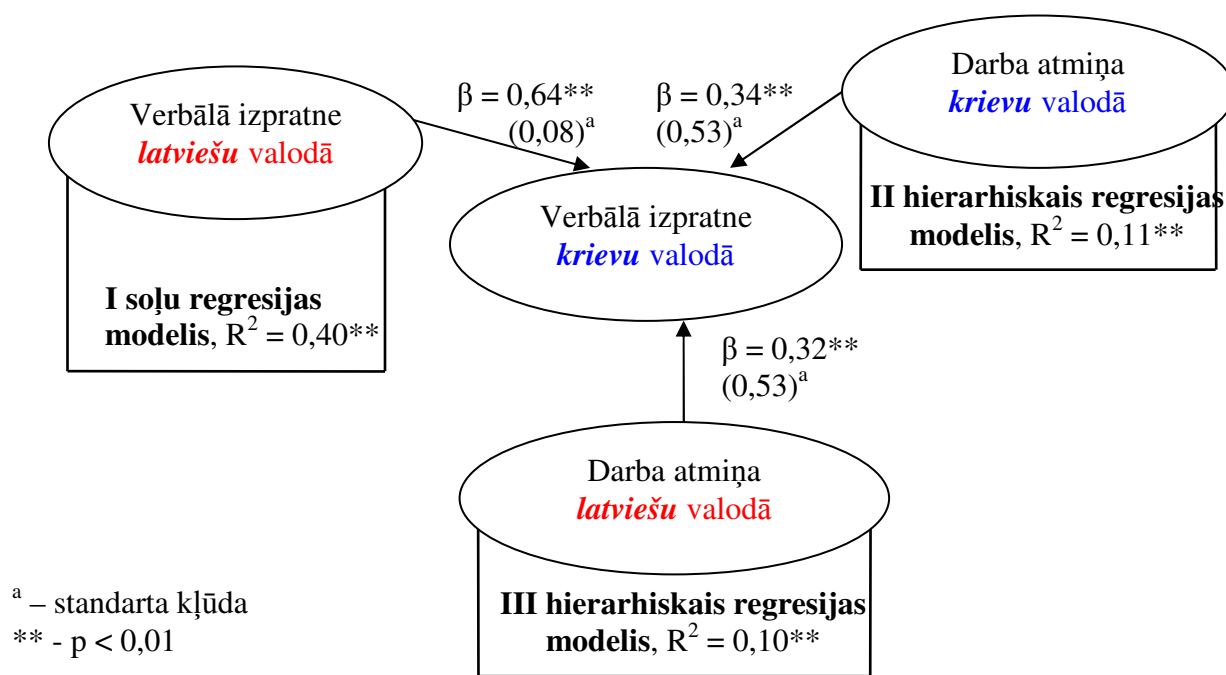 Verbālā izpratne
latviešu valodā
I soļu regresijas
modelis, R² = 0,40**
β = 0,64**
(0,08)ᵃ
β = 0,34**
(0,53)ᵃ
Darba atmiņa
krievu valodā
II hierarhiskais regresijas
modelis, R² = 0,11**
Verbālā izpratne
krievu valodā
β = 0,32**
(0,53)ᵃ
Darba atmiņa
latviešu valodā
III hierarhiskais regresijas
modelis, R² = 0,10**
ᵃ – standarta kļūda
** - p < 0,01